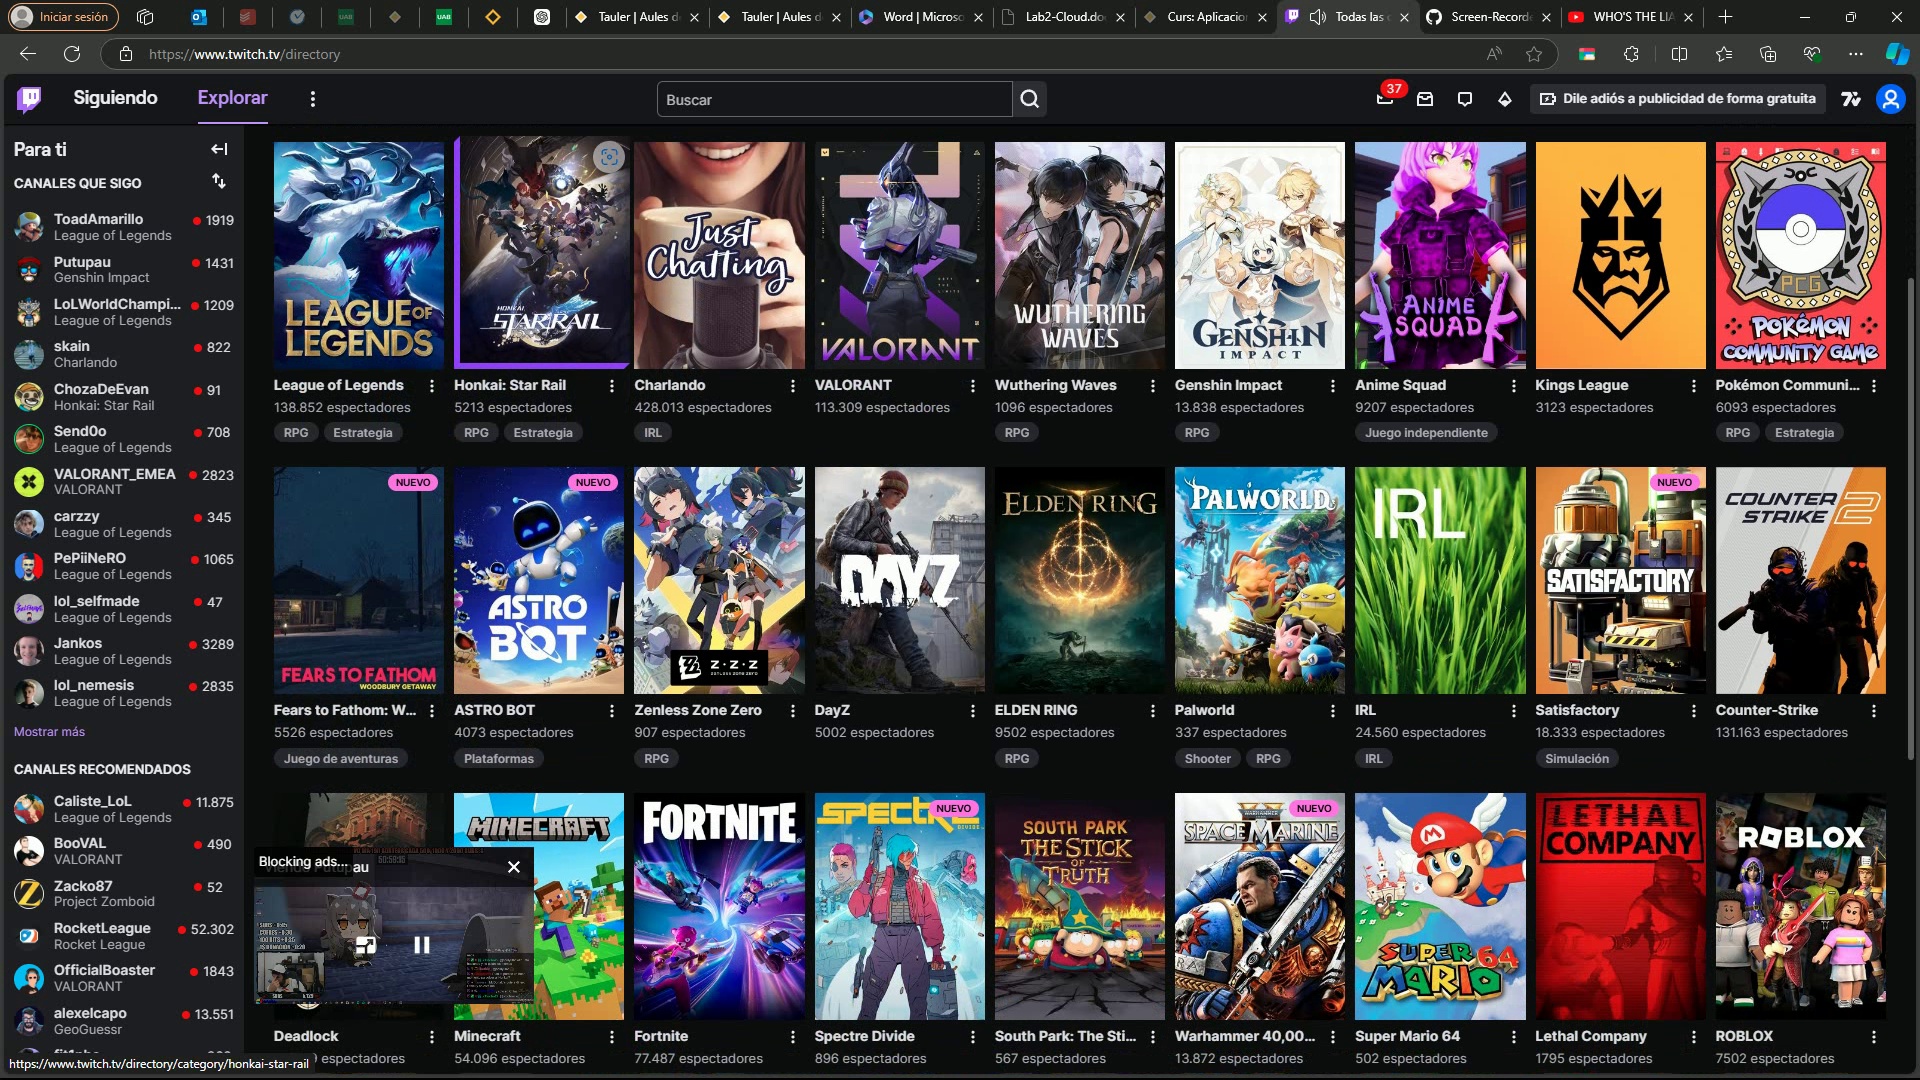 Iniciar sesión
Tauler | Aules d
Tauler | Aules d
Word | Microso
Lab2-Cloud.do
Curs: Aplicacio
Todas las c
Screen-Record
WHO'S THE LIA
https://www.twitch.tv/directory
Siguiendo
Explorar
Buscar
37
Dile adiós a publicidad de forma gratuita
Para ti
CANALES QUE SIGO
ToadAmarillo 1919
League of Legends
Putupau 1431
Genshin Impact
LoLWorldChampi... 1209
League of Legends
skain 822
Charlando
ChozaDeEvan 91
Honkai: Star Rail
Send0o 708
League of Legends
VALORANT_EMEA 2823
VALORANT
carzzy 345
League of Legends
PePiiNeRO 1065
League of Legends
lol_selfmade 47
League of Legends
Jankos 3289
League of Legends
lol_nemesis 2835
League of Legends
Mostrar más
CANALES RECOMENDADOS
Caliste_LoL 11.875
League of Legends
BooVAL 490
VALORANT
Zacko87 52
Project Zomboid
RocketLeague 52.302
Rocket League
OfficialBoaster 1843
VALORANT
alexelcapo 13.551
GeoGuessr
https://www.twitch.tv/directory/category/honkai-star-rail
LEAGUE OF LEGENDS
HONKAI STAR RAIL
Just Chatting
VALORANT
WUTHERING WAVES
GENSHIN IMPACT
ANIME SQUAD
PCG
POKÉMON COMMUNITY GAME
League of Legends
138.852 espectadores
RPG Estrategia
Honkai: Star Rail
5213 espectadores
RPG Estrategia
Charlando
428.013 espectadores
IRL
VALORANT
113.309 espectadores
Wuthering Waves
1096 espectadores
RPG
Genshin Impact
13.838 espectadores
RPG
Anime Squad
9207 espectadores
Juego independiente
Kings League
3123 espectadores
Pokémon Communi...
6093 espectadores
RPG Estrategia
NUEVO
FEARS TO FATHOM
WOODBURY GETAWAY
NUEVO
ASTRO BOT
Z·Z·Z
ZENLESS ZONE ZERO
DAYZ
ELDEN RING
PALWORLD
IRL
NUEVO
SATISFACTORY
COUNTER STRIKE 2
Fears to Fathom: W...
5526 espectadores
Juego de aventuras
ASTRO BOT
4073 espectadores
Plataformas
Zenless Zone Zero
907 espectadores
RPG
DayZ
5002 espectadores
ELDEN RING
9502 espectadores
RPG
Palworld
337 espectadores
Shooter RPG
IRL
24.560 espectadores
IRL
Satisfactory
18.333 espectadores
Simulación
Counter-Strike
131.163 espectadores
Blocking ads...
Viendo Putupau
MINECRAFT
FORTNITE
NUEVO
SPECTRE
DIVIDE
SOUTH PARK
THE STICK OF TRUTH
NUEVO
WARHAMMER
SPACE MARINE
SUPER MARIO 64
LETHAL COMPANY
ROBLOX
Deadlock
espectadores
Minecraft
54.096 espectadores
Fortnite
77.487 espectadores
Spectre Divide
896 espectadores
South Park: The Sti...
567 espectadores
Warhammer 40,00...
13.872 espectadores
Super Mario 64
502 espectadores
Lethal Company
1795 espectadores
ROBLOX
7502 espectadores